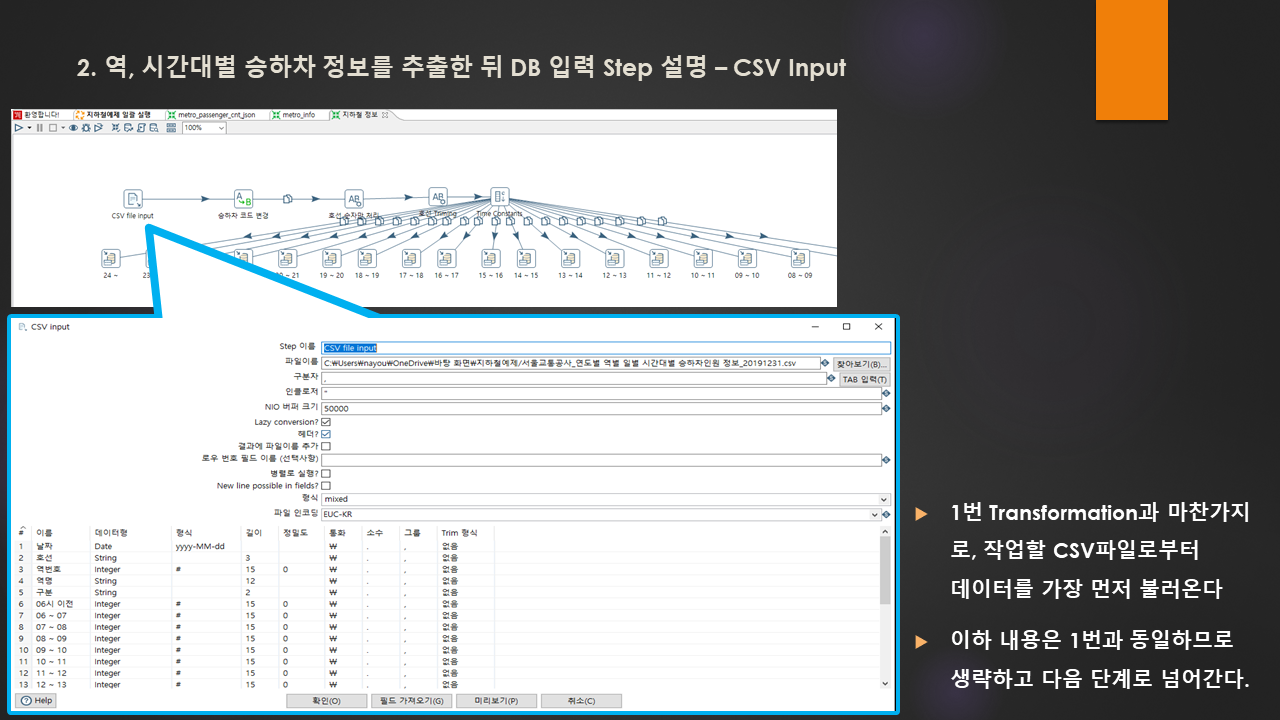 2. 역, 시간대별 승하차 정보를 추출한 뒤 DB 입력 Step 설명 – CSV Input
환영합니다!
지하철예제 일괄 실행
metro_passenger_cnt_json
metro_info
지하철 정보
100%
CSV file input
승하차 코드 변경
호선 Trimming
Time Constants
24 ~
19 ~ 20
18 ~ 19
17 ~ 18
16 ~ 17
15 ~ 16
14 ~ 15
13 ~ 14
12 ~ 13
11 ~ 12
10 ~ 11
09 ~ 10
08 ~ 09
CSV input
Step 이름 CSV file input
파일이름 C:₩Users₩nayou₩OneDrive₩바탕 화면₩지하철예제/서울교통공사_연도별 역별 일별 시간대별 승하차인원 정보_20191231.csv 찾아보기(B)...
구분자 , TAB 입력(T)
인클로저 "
NIO 버퍼 크기 50000
Lazy conversion?
헤더?
결과에 파일이름 추가
로우 번호 필드 이름 (선택사항)
병렬로 실행?
New line possible in fields?
형식 mixed
파일 인코딩 EUC-KR
# 이름 데이터형 형식 길이 정밀도 통화 소수 그룹 Trim 형식
1 날짜 Date yyyy-MM-dd ₩ . , 없음
2 호선 String 3 ₩ . , 없음
3 역번호 Integer # 15 0 ₩ . , 없음
4 역명 String 12 ₩ . , 없음
5 구분 String 2 ₩ . , 없음
6 06시 이전 Integer # 15 0 ₩ . , 없음
7 06 ~ 07 Integer # 15 0 ₩ . , 없음
8 07 ~ 08 Integer # 15 0 ₩ . , 없음
9 08 ~ 09 Integer # 15 0 ₩ . , 없음
10 09 ~ 10 Integer # 15 0 ₩ . , 없음
11 10 ~ 11 Integer # 15 0 ₩ . , 없음
12 11 ~ 12 Integer # 15 0 ₩ . , 없음
13 12 ~ 13 Integer # 15 0 ₩ . , 없음
Help
확인(O)
필드 가져오기(G)
미리보기(P)
취소(C)
1번 Transformation과 마찬가지
로, 작업할 CSV파일로부터
데이터를 가장 먼저 불러온다
이하 내용은 1번과 동일하므로
생략하고 다음 단계로 넘어간다.